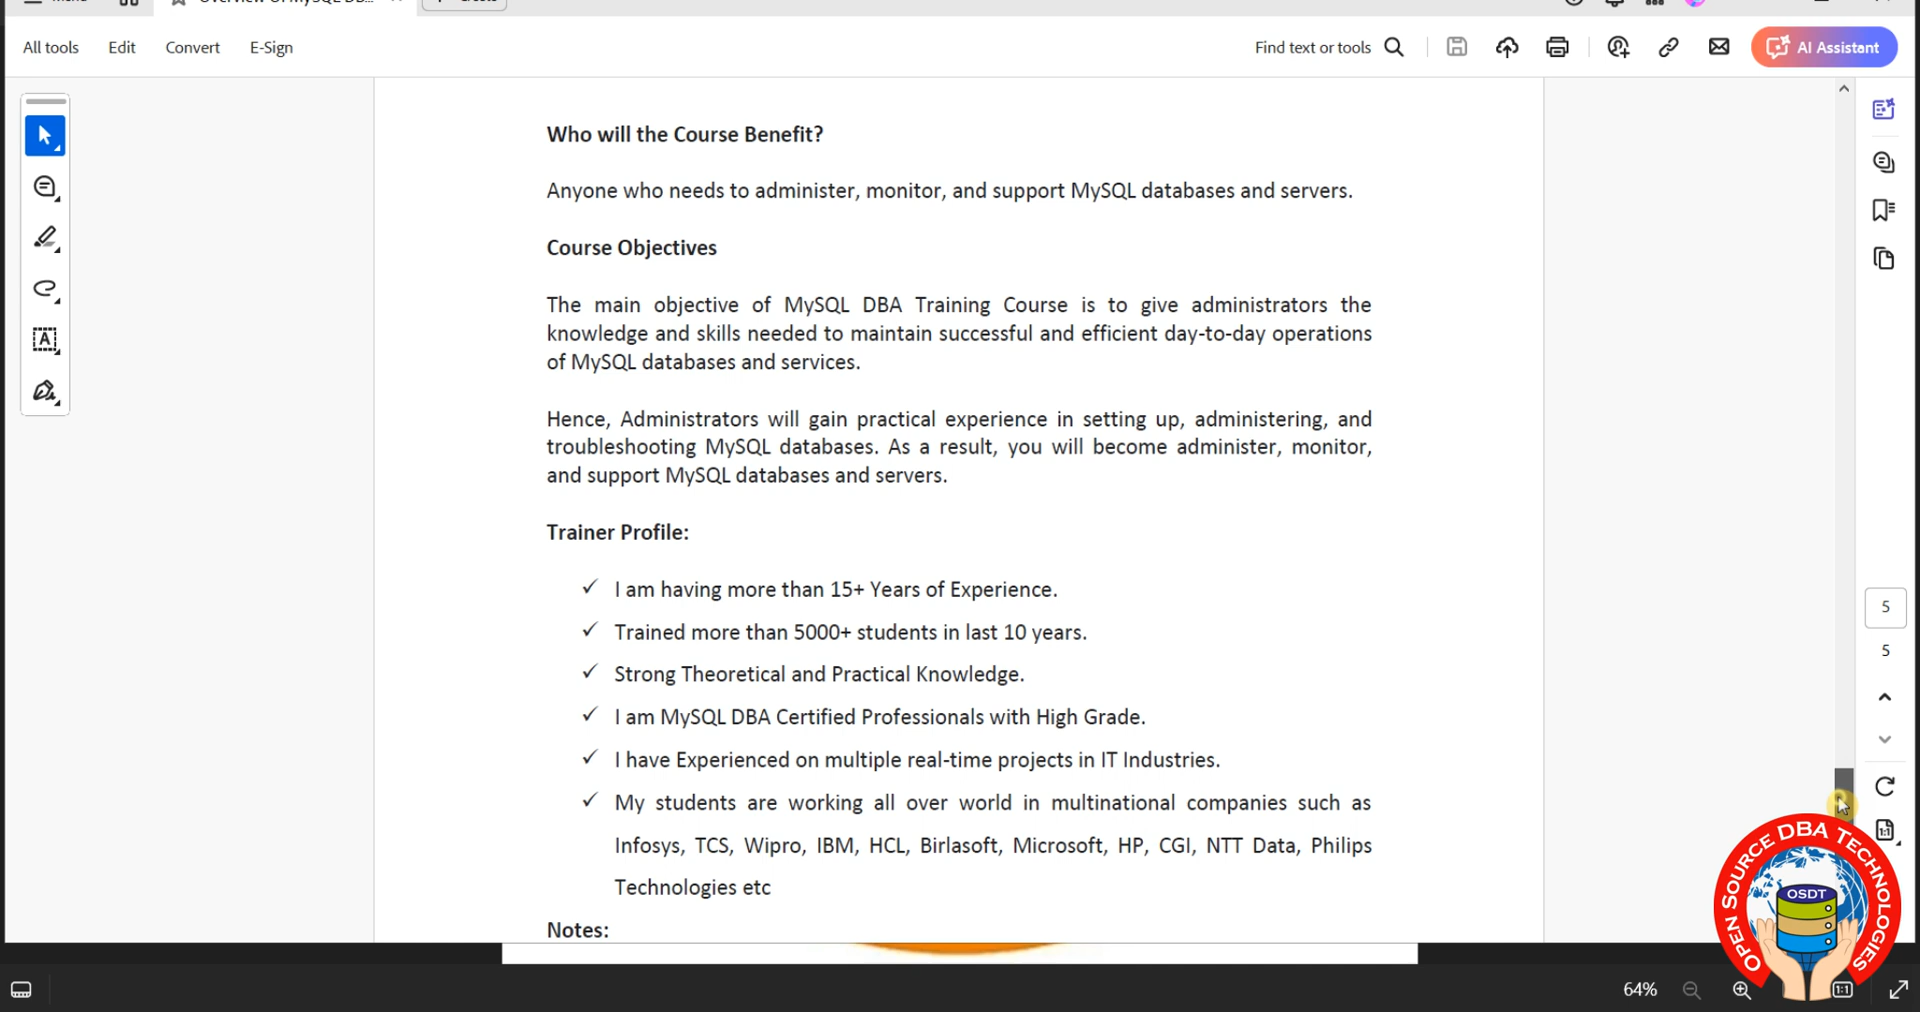 All tools
Edit
Convert
E-Sign
Find text or tools
AI Assistant
Who will the Course Benefit?
Anyone who needs to administer, monitor, and support MySQL databases and servers.
Course Objectives
The main objective of MySQL DBA Training Course is to give administrators the
knowledge and skills needed to maintain successful and efficient day-to-day operations
of MySQL databases and services.
Hence, Administrators will gain practical experience in setting up, administering, and
troubleshooting MySQL databases. As a result, you will become administer, monitor,
and support MySQL databases and servers.
Trainer Profile:
✓ I am having more than 15+ Years of Experience.
✓ Trained more than 5000+ students in last 10 years.
✓ Strong Theoretical and Practical Knowledge.
✓ I am MySQL DBA Certified Professionals with High Grade.
✓ I have Experienced on multiple real-time projects in IT Industries.
✓ My students are working all over world in multinational companies such as
Infosys, TCS, Wipro, IBM, HCL, Birlasoft, Microsoft, HP, CGI, NTT Data, Philips
Technologies etc
Notes:
5
5
OPEN SOURCE DBA TECHNOLOGIES
OSDT
64%
1:1